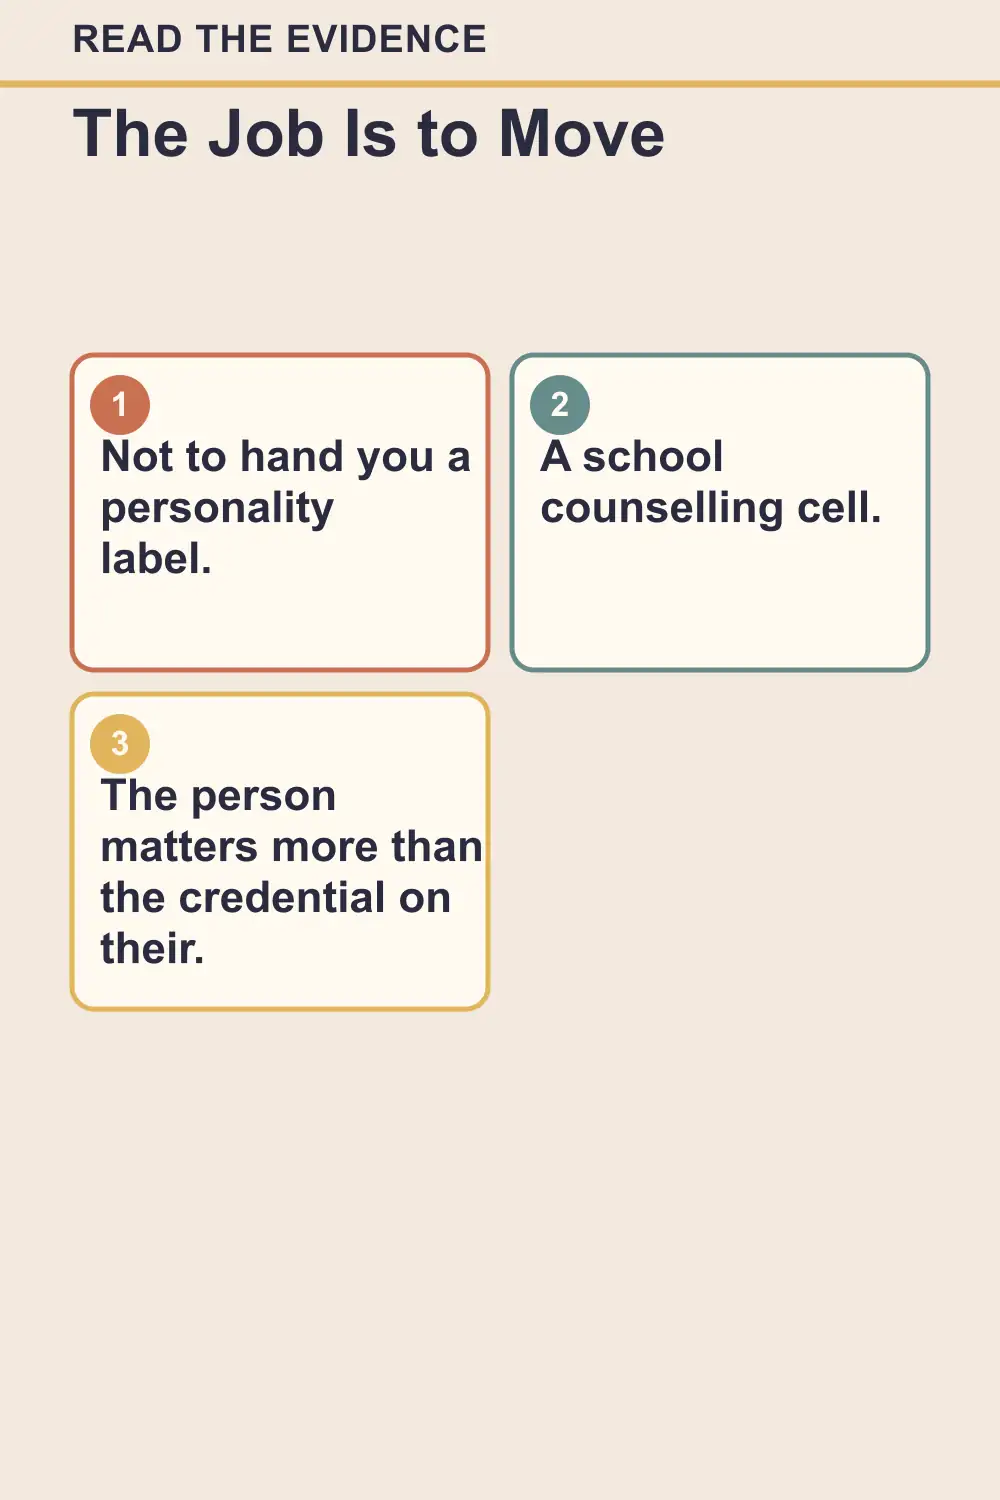 READ THE EVIDENCE
The Job Is to Move
1
Not to hand you a
personality
label.
2
A school
counselling cell.
3
The person
matters more than
the credential on
their.